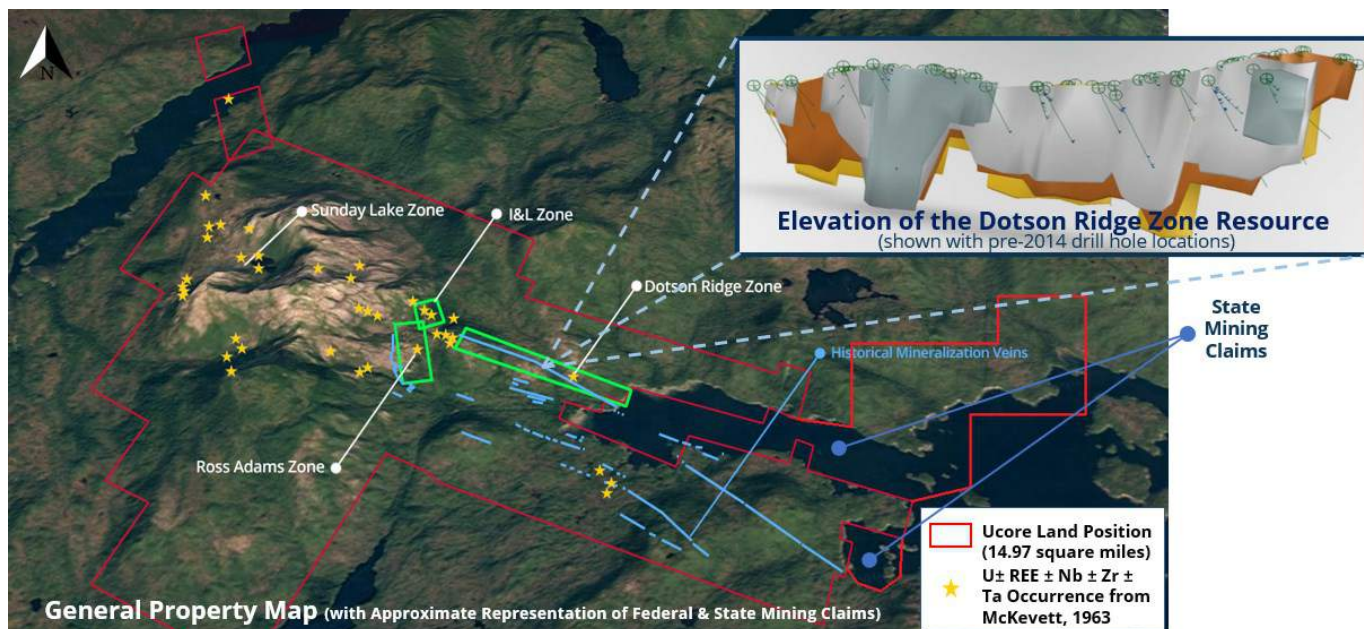 N
Elevation of the Dotson Ridge Zone Resource
(shown with pre-2014 drill hole locations)
Sunday Lake Zone
I&L Zone
Dotson Ridge Zone
State
Mining
Claims
Historical Mineralization Veins
Ross Adams Zone
Ucore Land Position
(14.97 square miles)
U± REE ± Nb ± Zr ±
Ta Occurrence from
McKevett, 1963
General Property Map (with Approximate Representation of Federal & State Mining Claims)